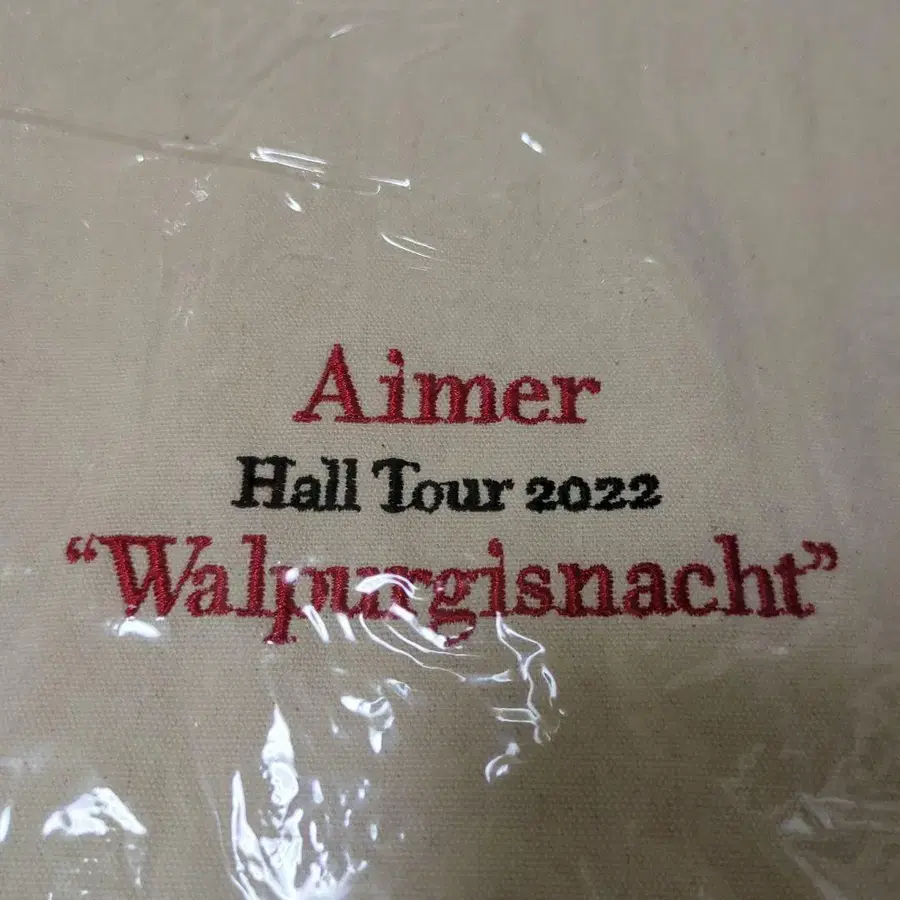 Aimer
Hall Tour 2022
“Walpurgisnacht”